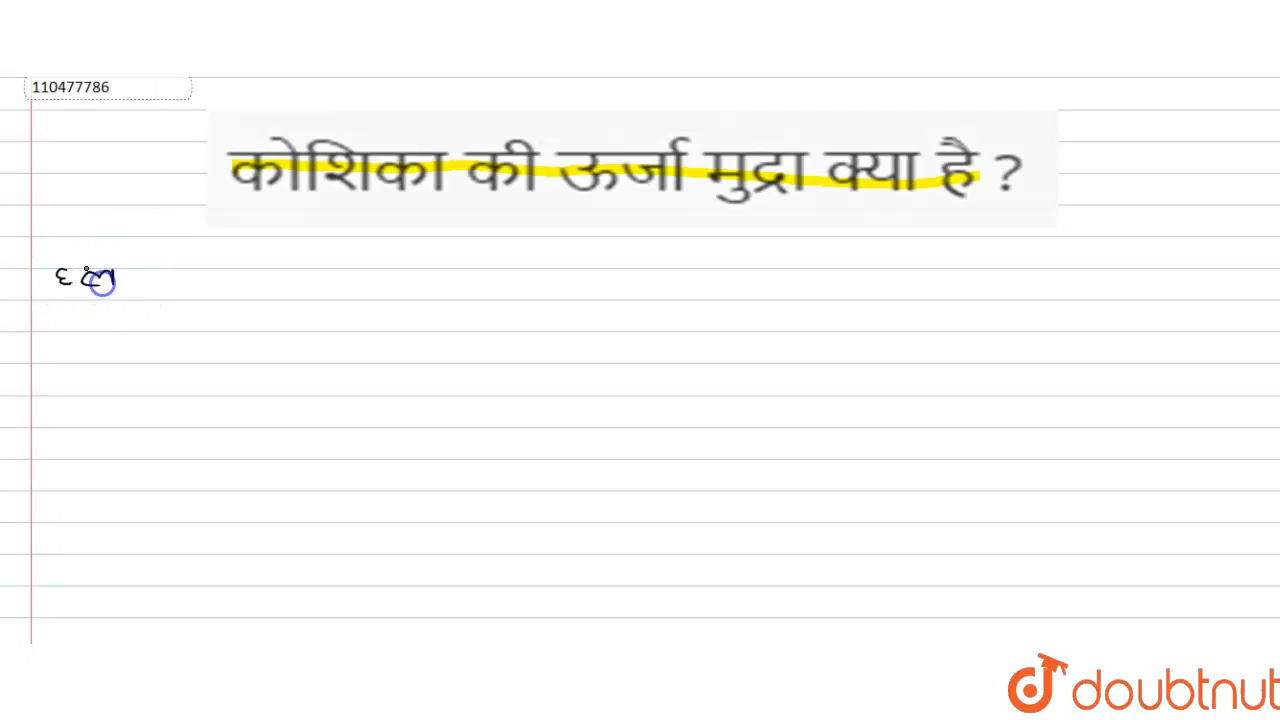 110477786
कोशिका की ऊर्जा मुद्रा क्या है ?
doubtnut